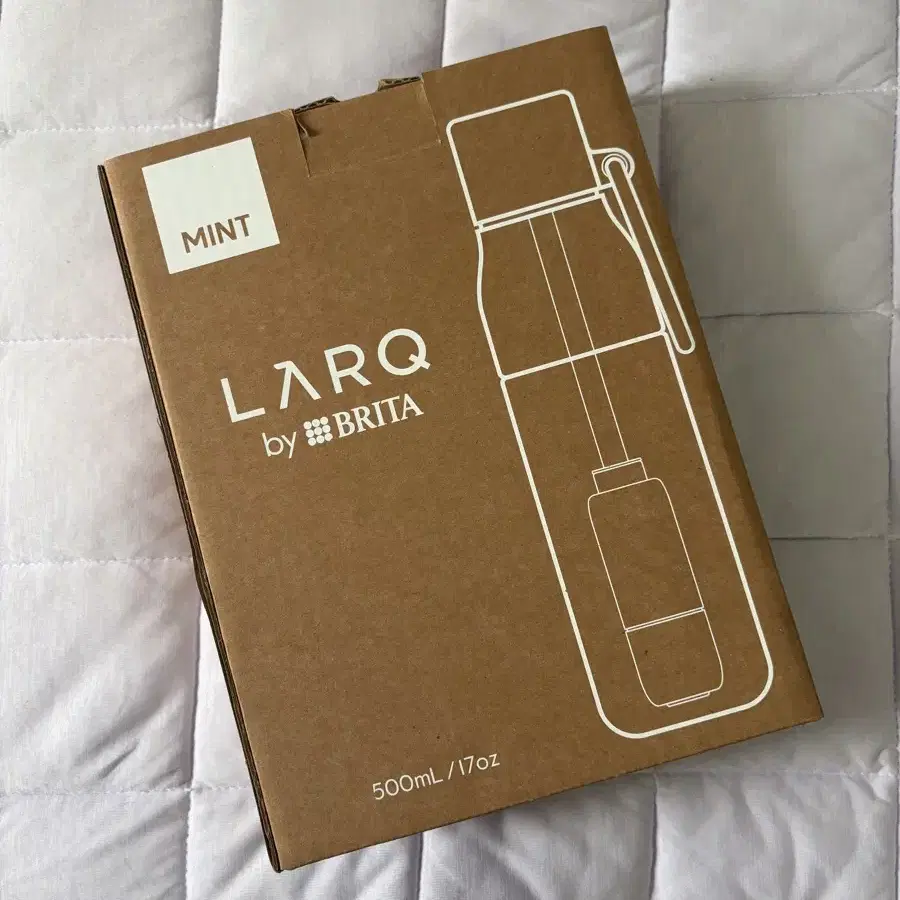 MINT
LARQ
by BRITA
500mL / 17oz